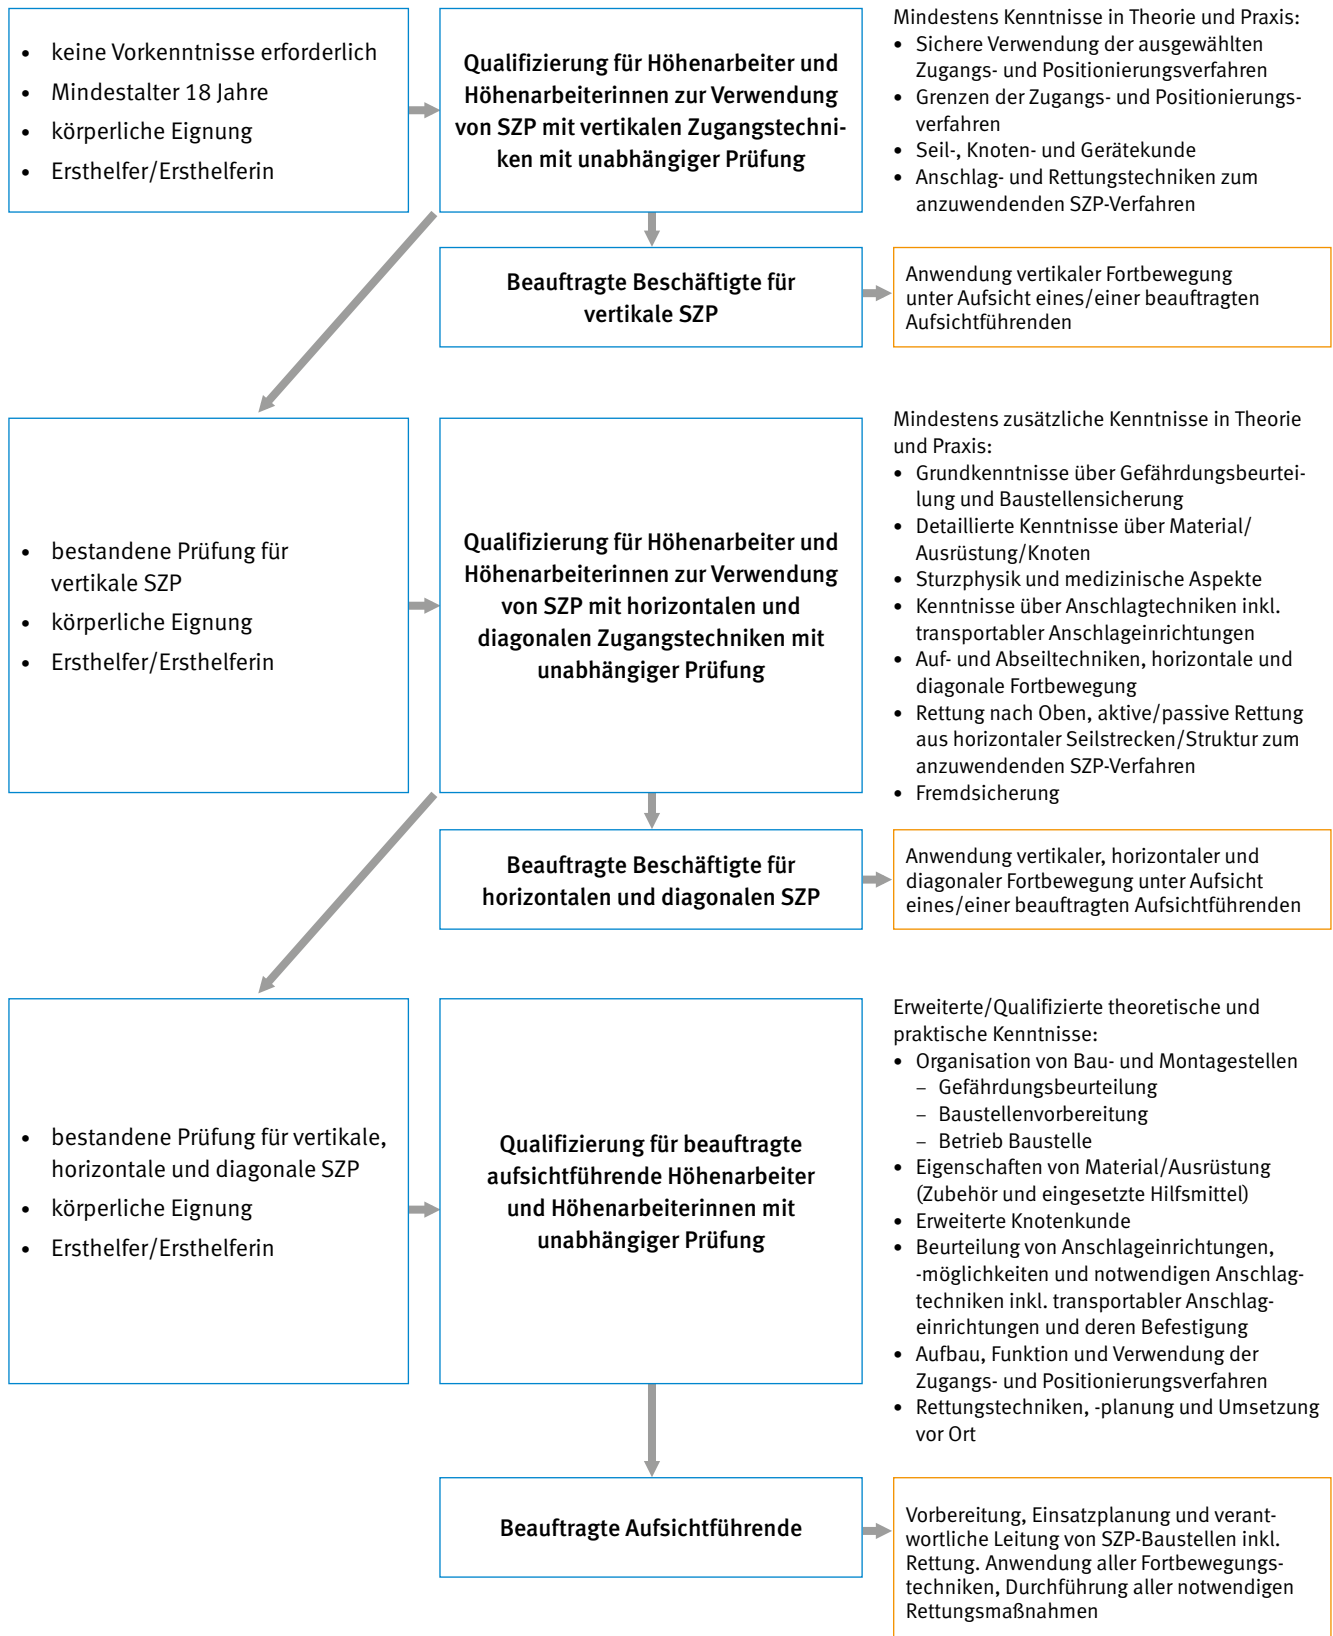 • keine Vorkenntnisse erforderlich
• Mindestalter 18 Jahre
• körperliche Eignung
• Ersthelfer/Ersthelferin
Qualifizierung für Höhenarbeiter und
Höhenarbeiterinnen zur Verwendung
von SZP mit vertikalen Zugangstechni-
ken mit unabhängiger Prüfung
Mindestens Kenntnisse in Theorie und Praxis:
• Sichere Verwendung der ausgewählten
Zugangs- und Positionierungsverfahren
• Grenzen der Zugangs- und Positionierungs-
verfahren
• Seil-, Knoten- und Gerätekunde
• Anschlag- und Rettungstechniken zum
anzuwendenden SZP-Verfahren
Beauftragte Beschäftigte für
vertikale SZP
Anwendung vertikaler Fortbewegung
unter Aufsicht eines/einer beauftragten
Aufsichtführenden
• bestandene Prüfung für
vertikale SZP
• körperliche Eignung
• Ersthelfer/Ersthelferin
Qualifizierung für Höhenarbeiter und
Höhenarbeiterinnen zur Verwendung
von SZP mit horizontalen und
diagonalen Zugangstechniken mit
unabhängiger Prüfung
Mindestens zusätzliche Kenntnisse in Theorie
und Praxis:
• Grundkenntnisse über Gefährdungsbeurtei-
lung und Baustellensicherung
• Detaillierte Kenntnisse über Material/
Ausrüstung/Knoten
• Sturzphysik und medizinische Aspekte
• Kenntnisse über Anschlagtechniken inkl.
transportabler Anschlageinrichtungen
• Auf- und Abseiltechniken, horizontale und
diagonale Fortbewegung
• Rettung nach Oben, aktive/passive Rettung
aus horizontaler Seilstrecken/Struktur zum
anzuwendenden SZP-Verfahren
• Fremdsicherung
Beauftragte Beschäftigte für
horizontalen und diagonalen SZP
Anwendung vertikaler, horizontaler und
diagonaler Fortbewegung unter Aufsicht
eines/einer beauftragten Aufsichtführenden
• bestandene Prüfung für vertikale,
horizontale und diagonale SZP
• körperliche Eignung
• Ersthelfer/Ersthelferin
Qualifizierung für beauftragte
aufsichtführende Höhenarbeiter
und Höhenarbeiterinnen mit
unabhängiger Prüfung
Erweiterte/Qualifizierte theoretische und
praktische Kenntnisse:
• Organisation von Bau- und Montagestellen
– Gefährdungsbeurteilung
– Baustellenvorbereitung
– Betrieb Baustelle
• Eigenschaften von Material/Ausrüstung
(Zubehör und eingesetzte Hilfsmittel)
• Erweiterte Knotenkunde
• Beurteilung von Anschlageinrichtungen,
-möglichkeiten und notwendigen Anschlag-
techniken inkl. transportabler Anschlag-
einrichtungen und deren Befestigung
• Aufbau, Funktion und Verwendung der
Zugangs- und Positionierungsverfahren
• Rettungstechniken, -planung und Umsetzung
vor Ort
Beauftragte Aufsichtführende
Vorbereitung, Einsatzplanung und verant-
wortliche Leitung von SZP-Baustellen inkl.
Rettung. Anwendung aller Fortbewegungs-
techniken, Durchführung aller notwendigen
Rettungsmaßnahmen